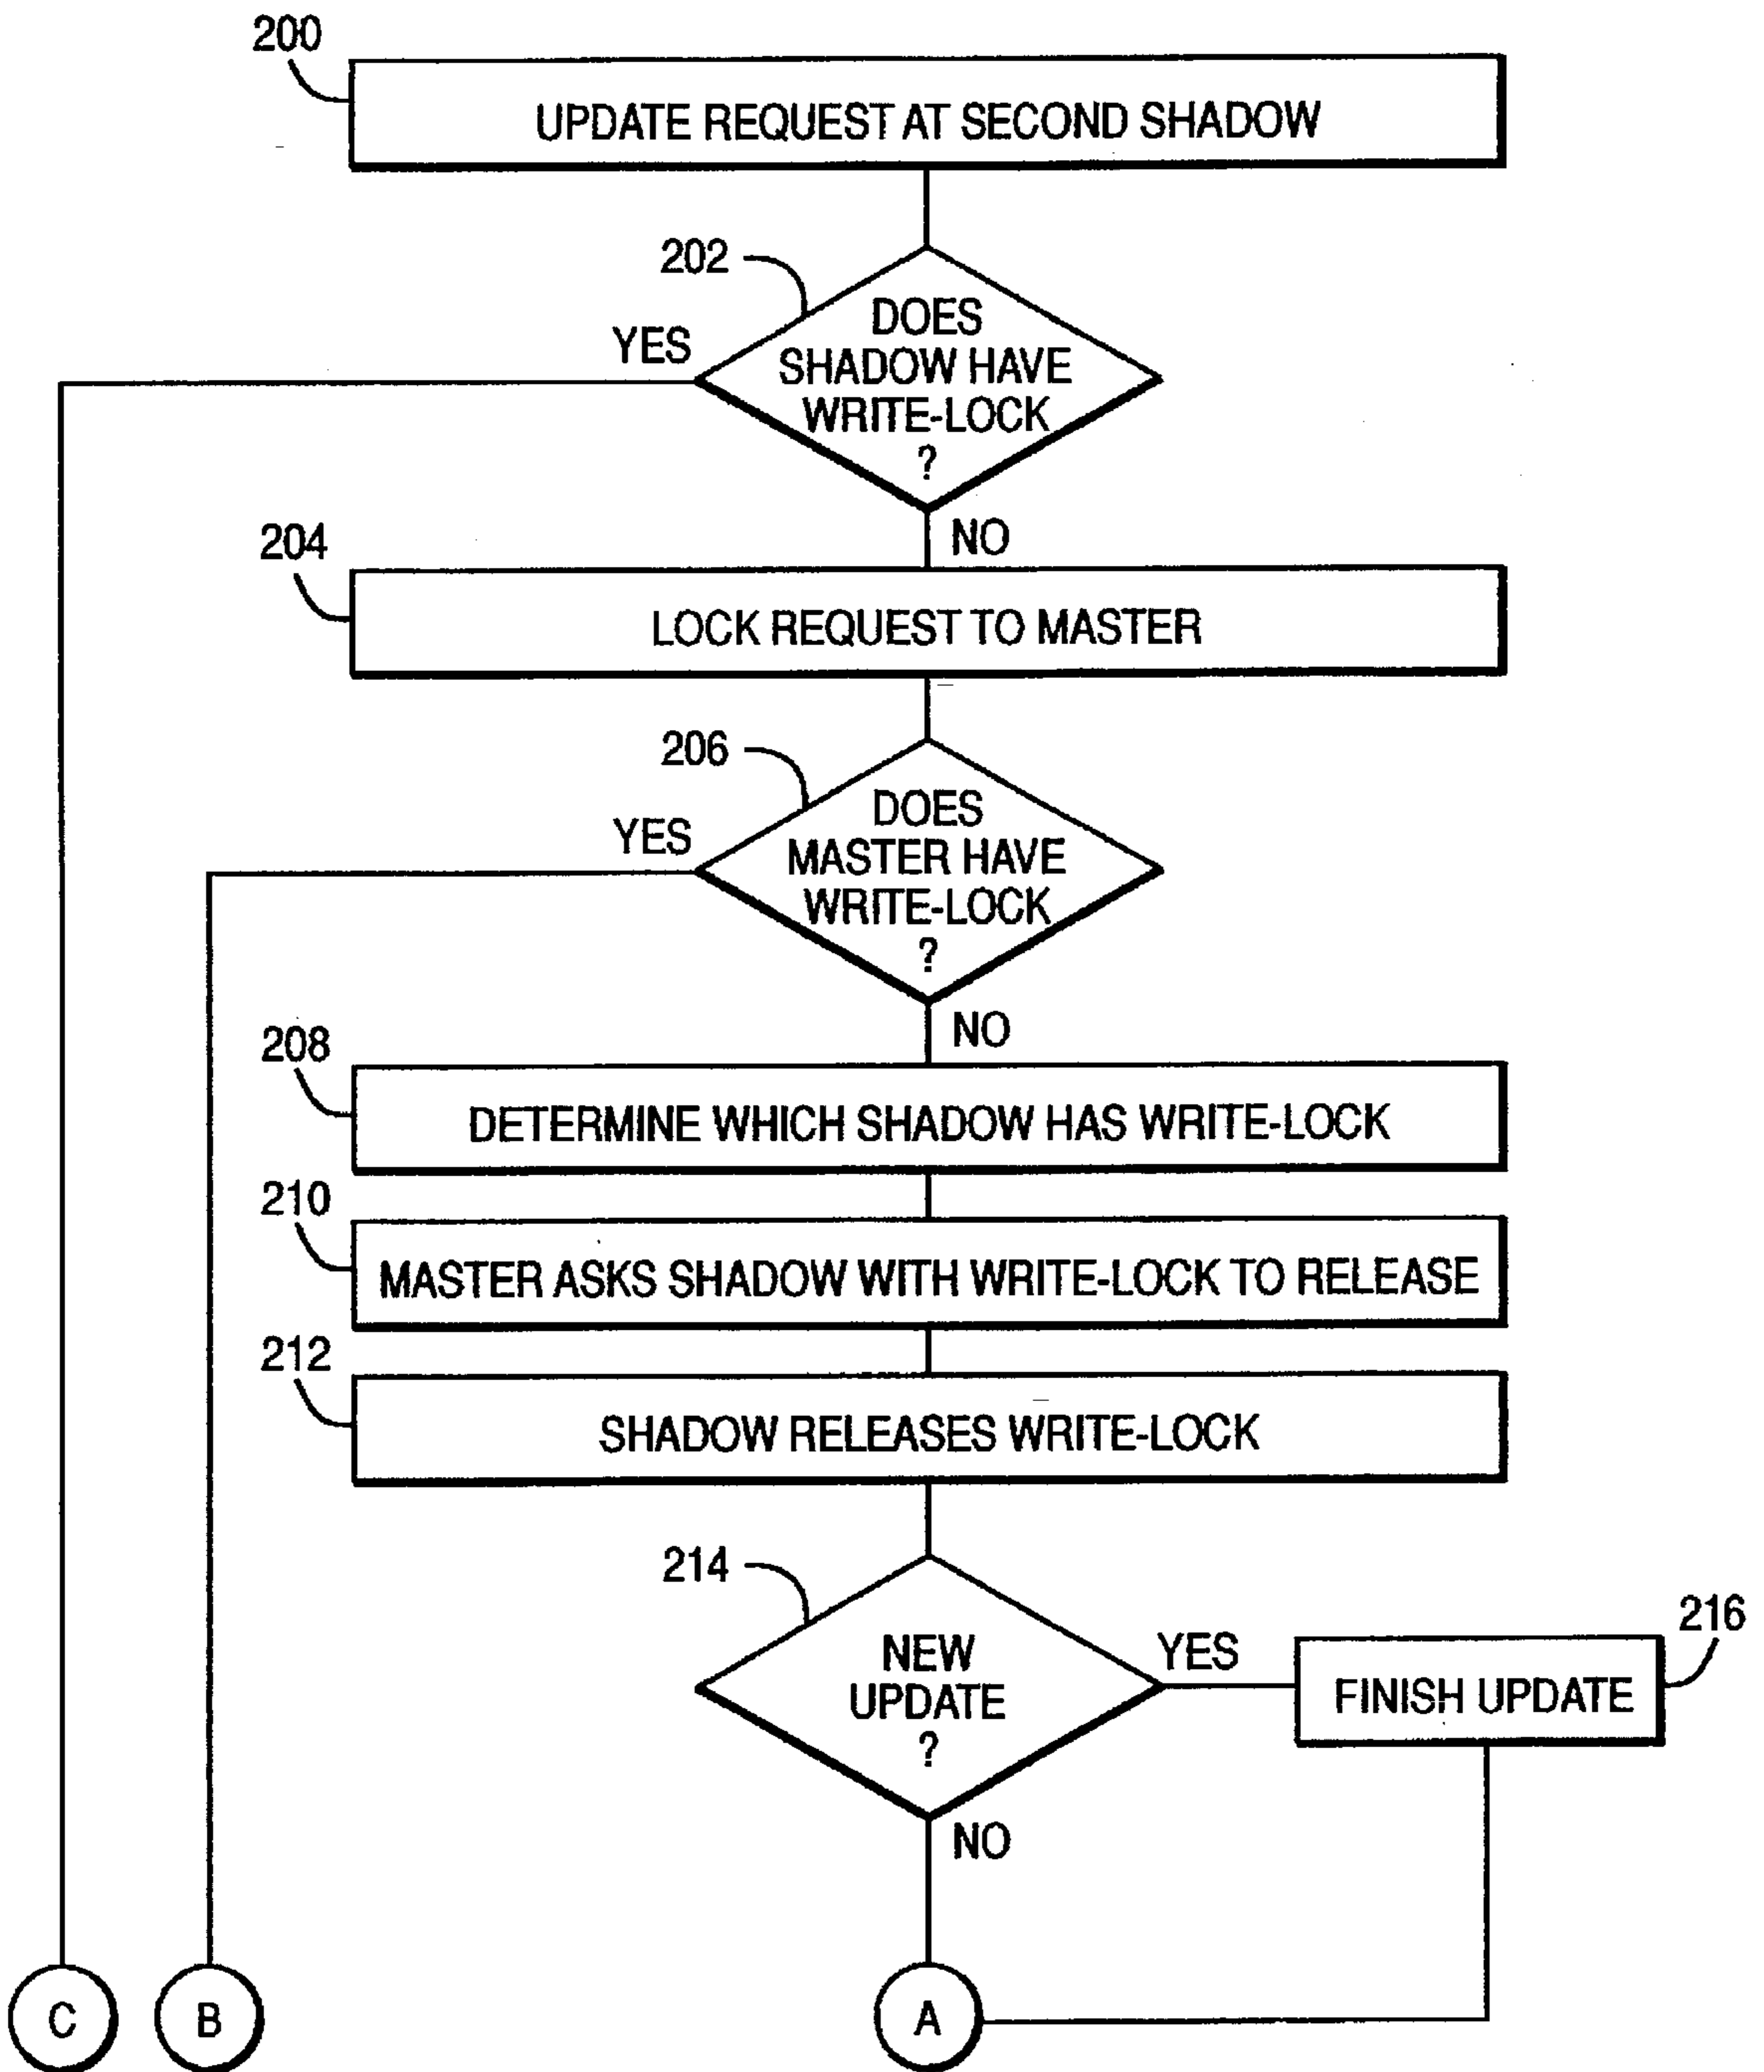 200
UPDATE REQUEST AT SECOND SHADOW
202
DOES
SHADOW HAVE
WRITE-LOCK
?
YES
NO
204
LOCK REQUEST TO MASTER
206
DOES
MASTER HAVE
WRITE-LOCK
?
YES
NO
208
DETERMINE WHICH SHADOW HAS WRITE-LOCK
210
MASTER ASKS SHADOW WITH WRITE-LOCK TO RELEASE
212
SHADOW RELEASES WRITE-LOCK
214
NEW
UPDATE
?
YES
216
FINISH UPDATE
NO
C
B
A